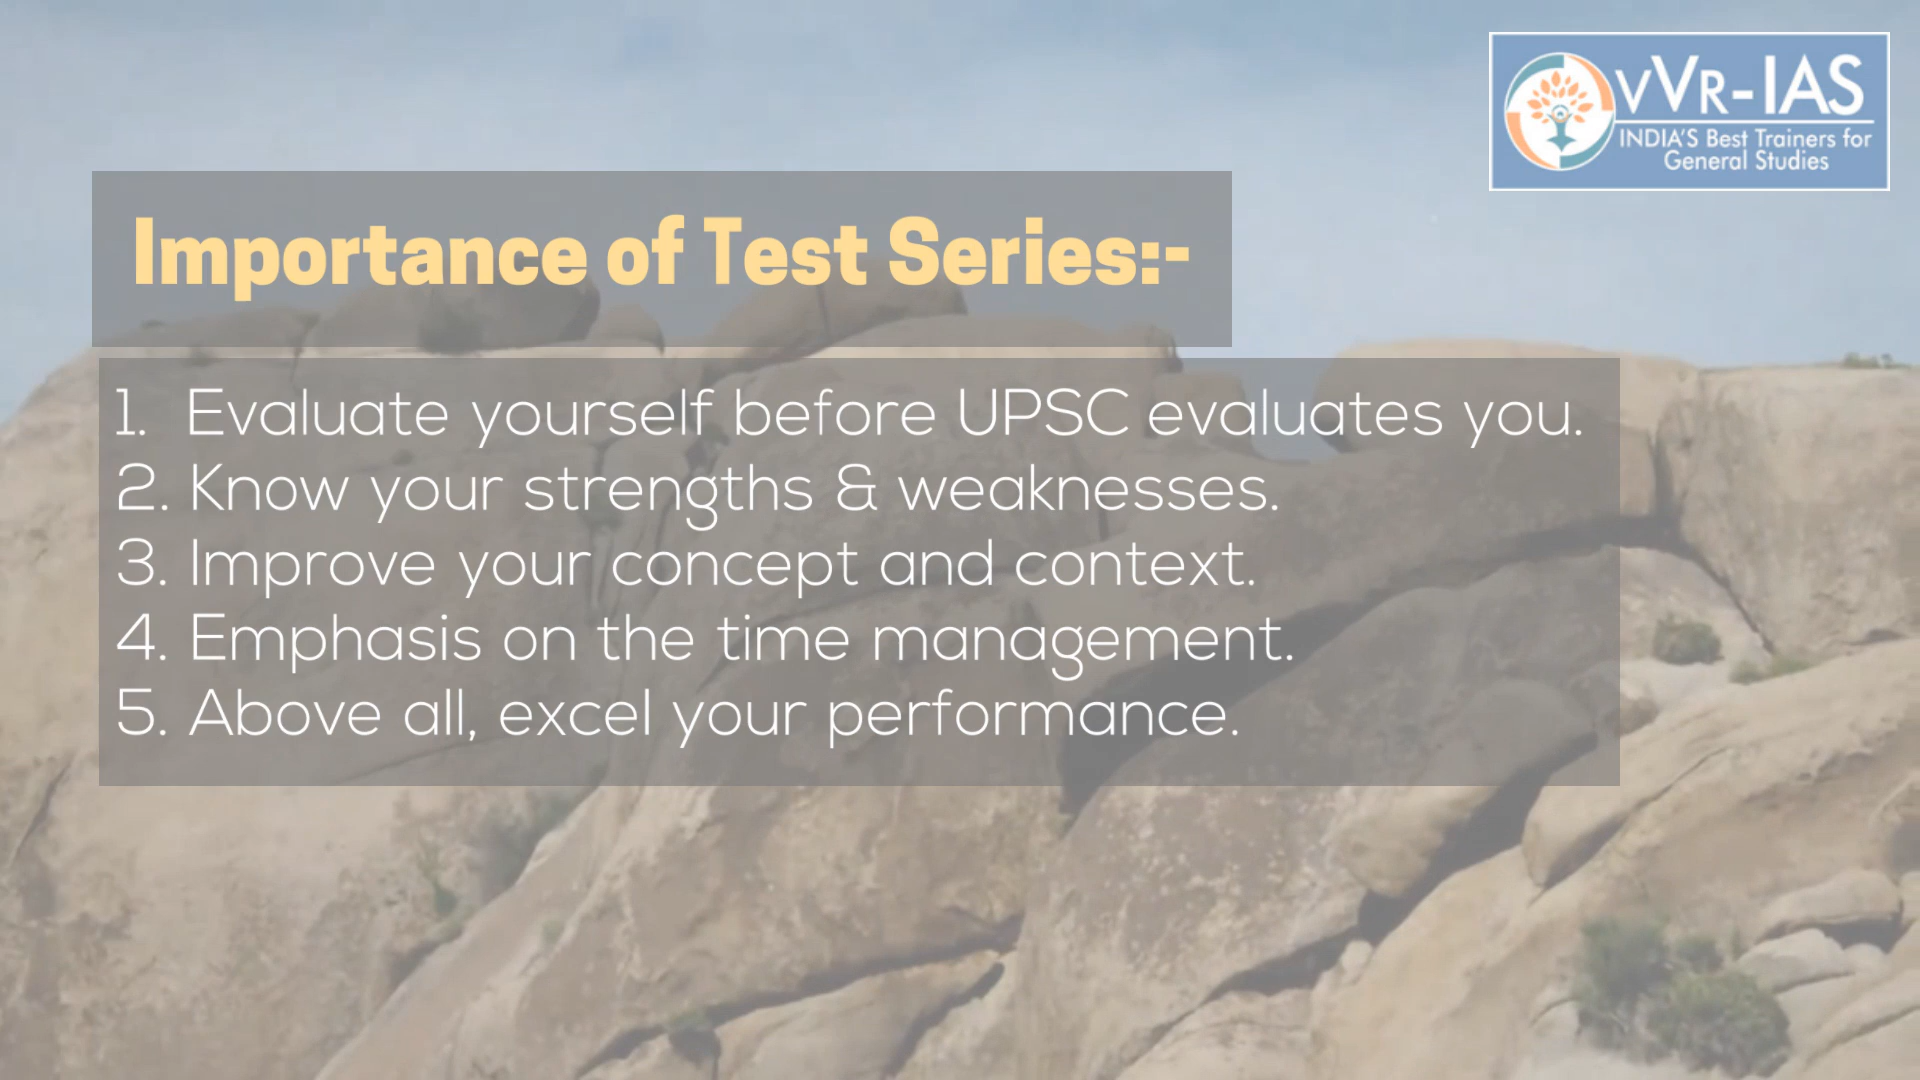 vVR-IAS
INDIA'S Best Trainers for
General Studies
Importance of Test Series:-
1. Evaluate yourself before UPSC evaluates you.
2. Know your strengths & weaknesses.
3. Improve your concept and context.
4. Emphasis on the time management.
5. Above all, excel your performance.